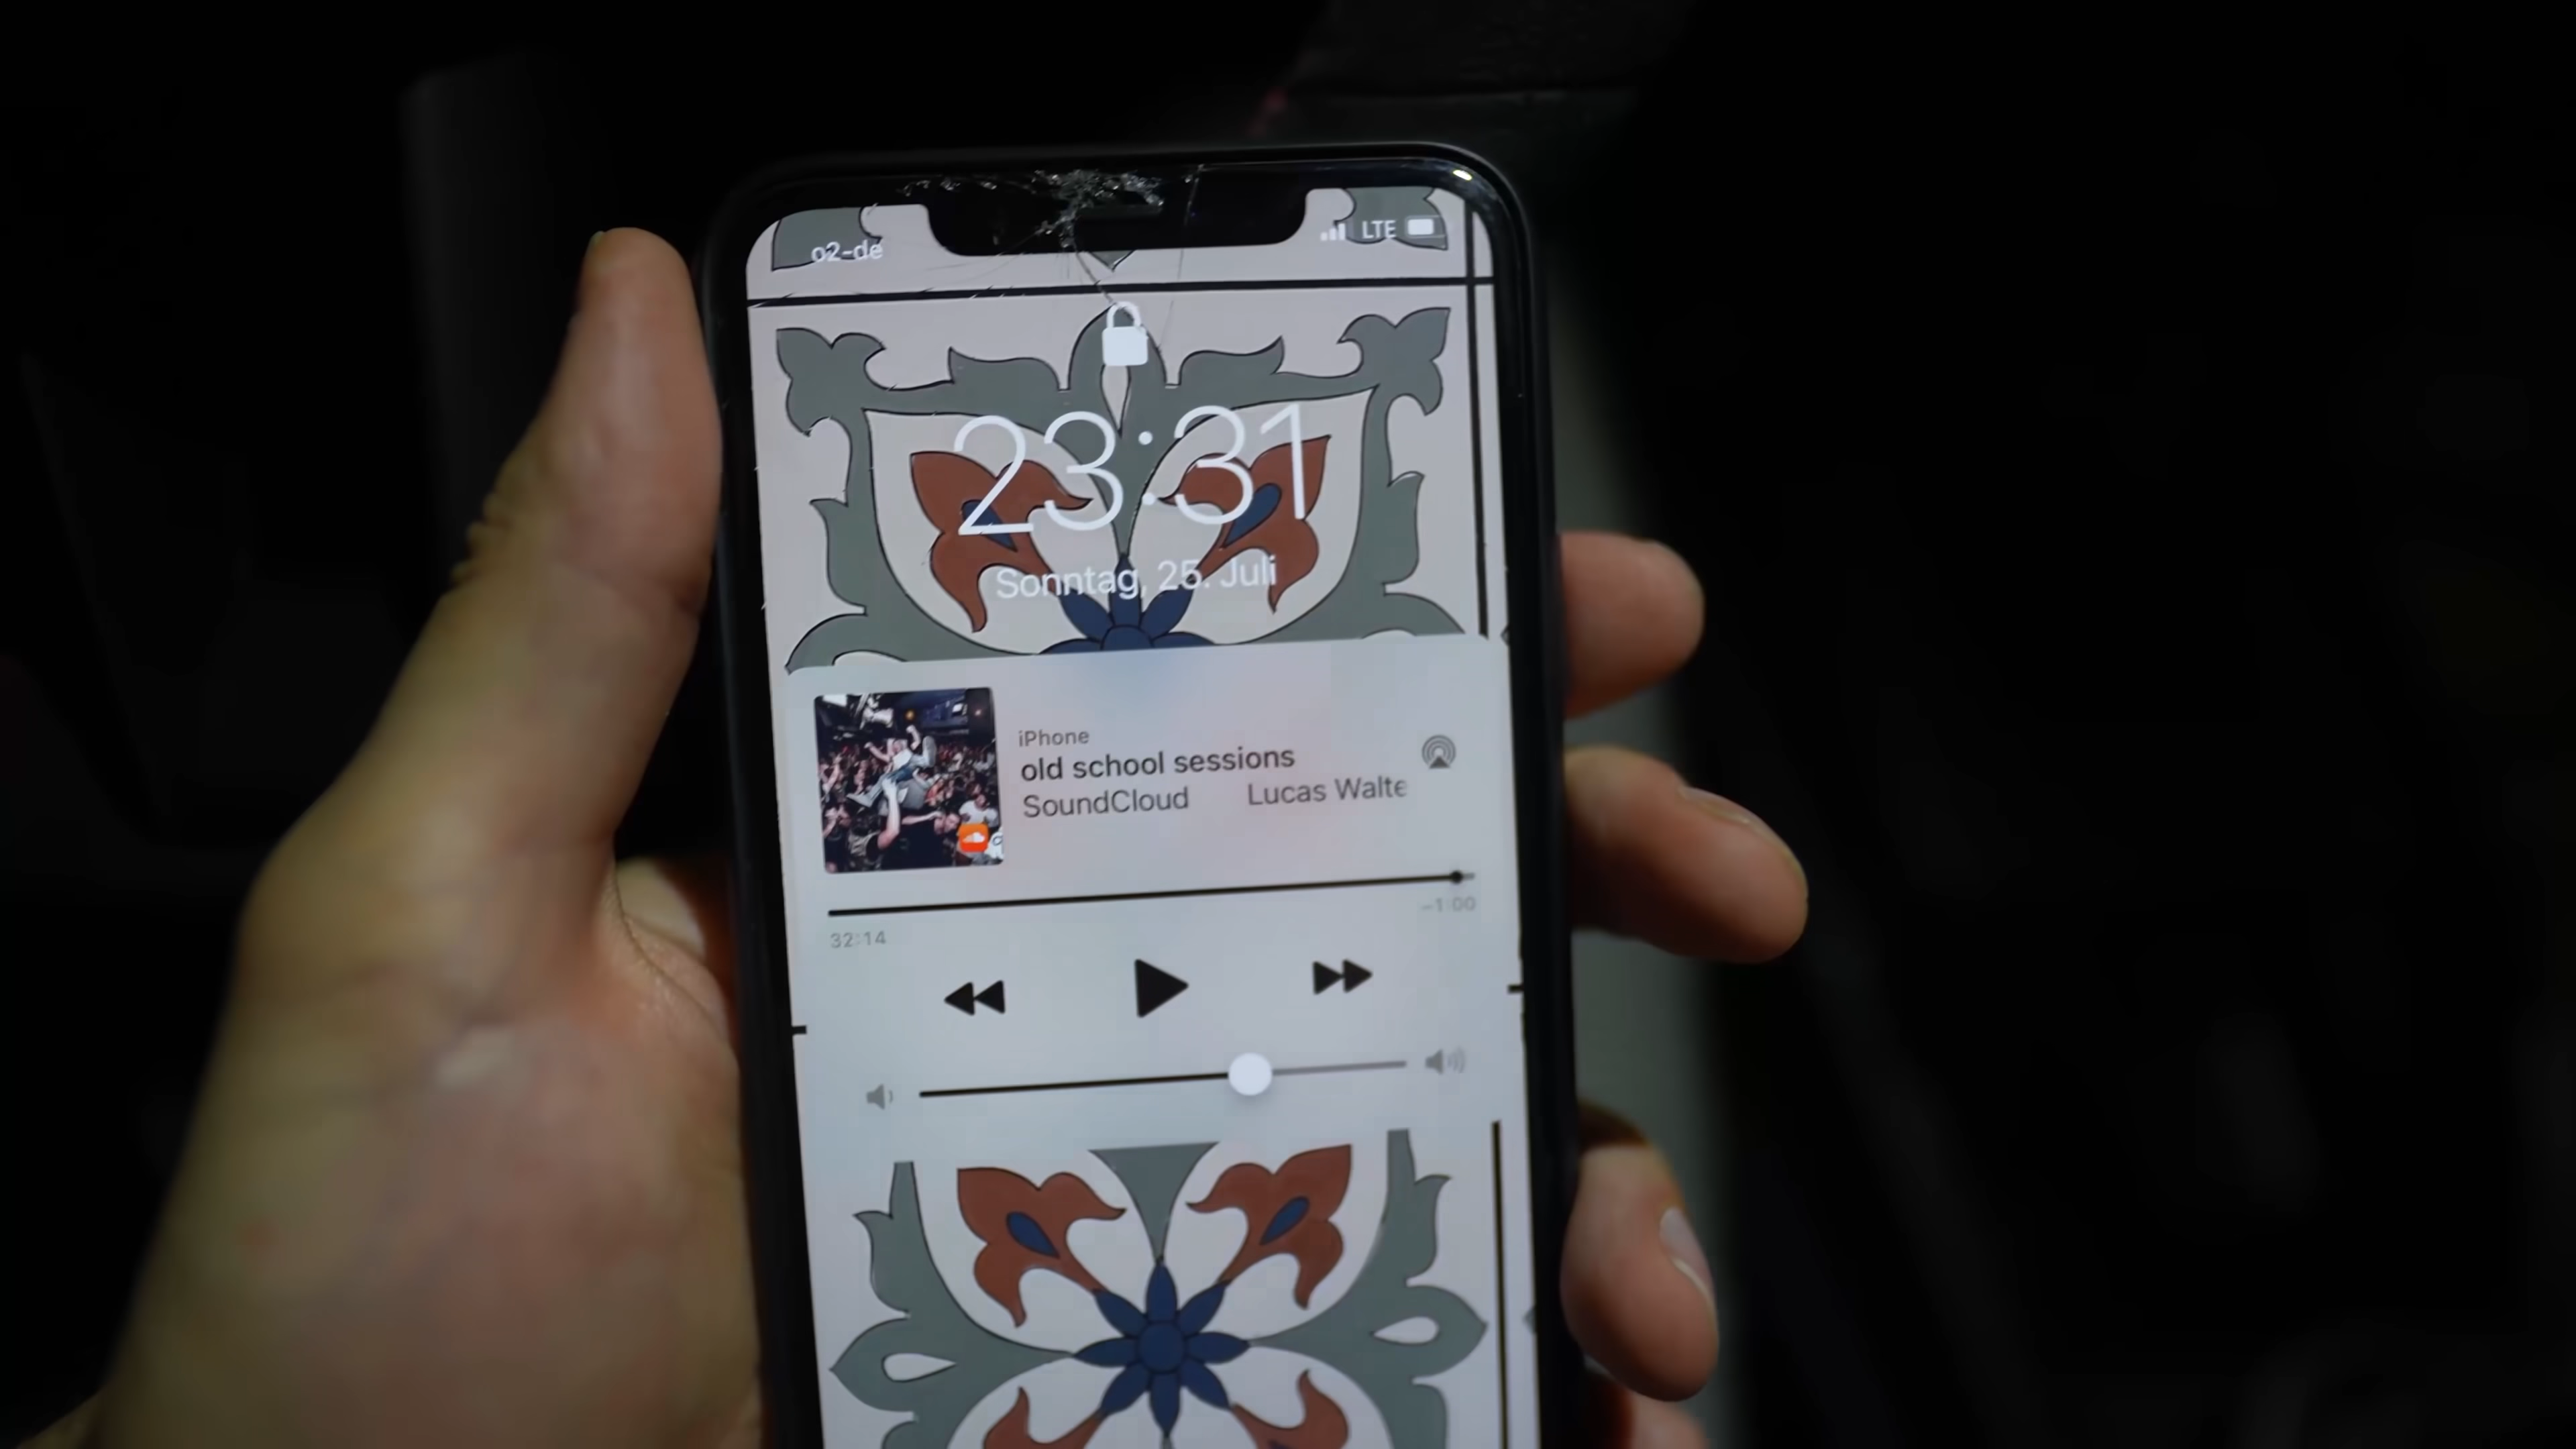 o2-de
LTE
23:31
Sonntag, 25. Juli
iPhone
old school sessions
SoundCloud Lucas Walte
-1:00
32:14